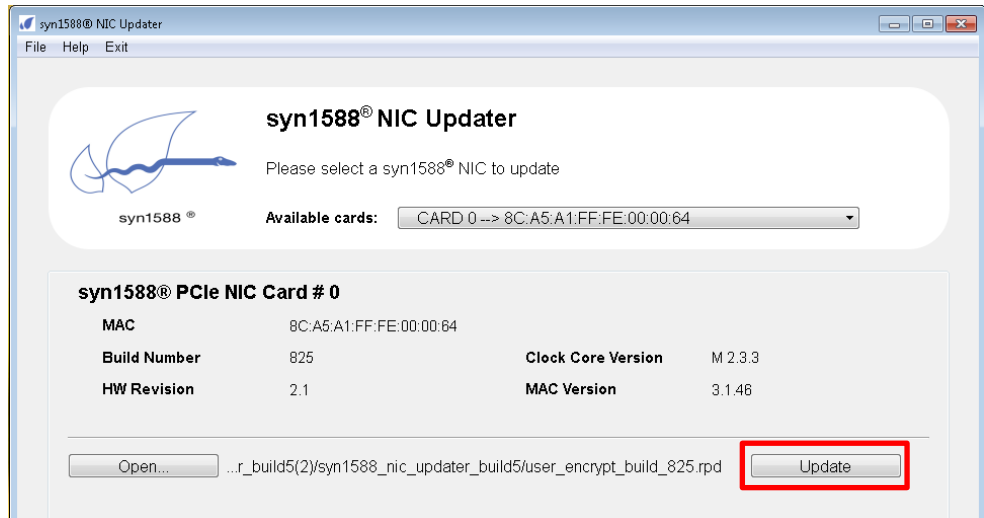 syn1588® NIC Updater
File Help Exit
syn1588® NIC Updater
Please select a syn1588® NIC to update
syn1588 ®
Available cards: CARD 0 --> 8C:A5:A1:FF:FE:00:00:64
syn1588® PCIe NIC Card # 0
MAC 8C:A5:A1:FF:FE:00:00:64
Build Number 825 Clock Core Version M 2.3.3
HW Revision 2.1 MAC Version 3.1.46
Open... ...r_build5(2)/syn1588_nic_updater_build5/user_encrypt_build_825.rpd Update